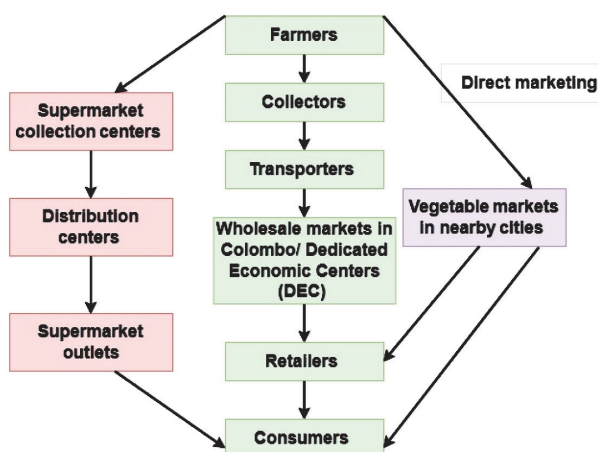 Farmers
Direct marketing
Collectors
Supermarket
collection centers
Transporters
Vegetable markets
in nearby cities
Distribution
centers
Wholesale markets in
Colombo/ Dedicated
Economic Centers
(DEC)
Supermarket
outlets
Retailers
Consumers